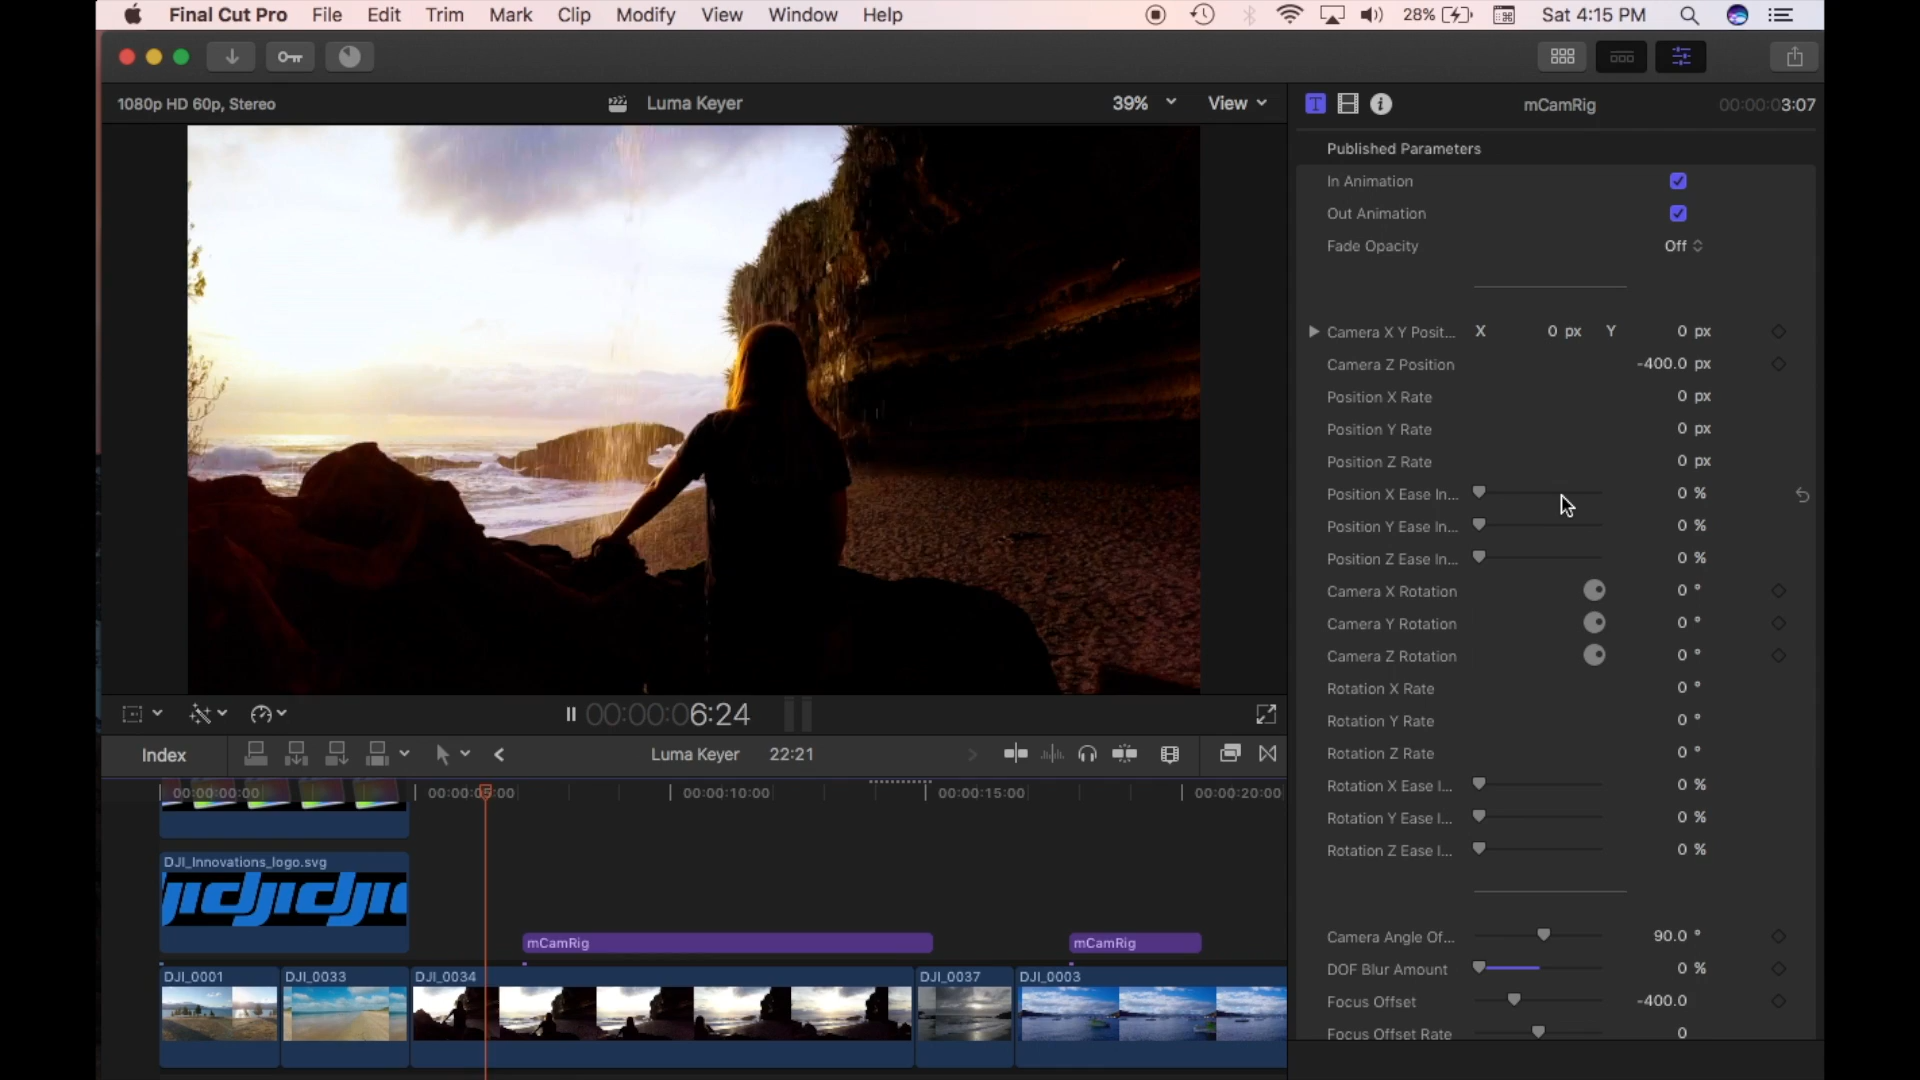 Final Cut Pro File Edit Trim Mark Clip Modify View Window Help 28% Sat 4:15 PM
1080p HD 60p, Stereo Luma Keyer 39% View
T i mCamRig 00:00:03:07
Published Parameters
In Animation
Out Animation
Fade Opacity Off
Camera X Y Posit... X 0 px Y 0 px
Camera Z Position -400.0 px
Position X Rate 0 px
Position Y Rate 0 px
Position Z Rate 0 px
Position X Ease In... 0 %
Position Y Ease In... 0 %
Position Z Ease In... 0 %
Camera X Rotation 0 °
Camera Y Rotation 0 °
Camera Z Rotation 0 °
Rotation X Rate 0 °
Rotation Y Rate 0 °
Rotation Z Rate 0 °
Rotation X Ease I... 0 %
Rotation Y Ease I... 0 %
Rotation Z Ease I... 0 %
Camera Angle Of... 90.0 °
DOF Blur Amount 0 %
Focus Offset -400.0
Focus Offset Rate 0
00:00:06:24
Index Luma Keyer 22:21
00:00:00:00 00:00:05:00 00:00:10:00 00:00:15:00 00:00:20:00
DJI_Innovations_logo.svg
mCamRig mCamRig
DJI_0001 DJI_0033 DJI_0034 DJI_0037 DJI_0003